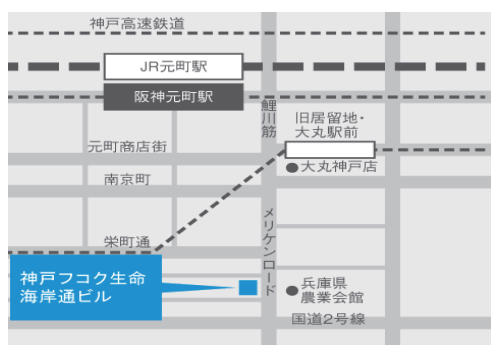 神戸高速鉄道
JR元町駅
阪神元町駅
鯉川筋
旧居留地・
大丸駅前
元町商店街
大丸神戸店
南京町
メリケンロード
栄町通
神戸フコク生命
海岸通ビル
兵庫県
農業会館
国道2号線